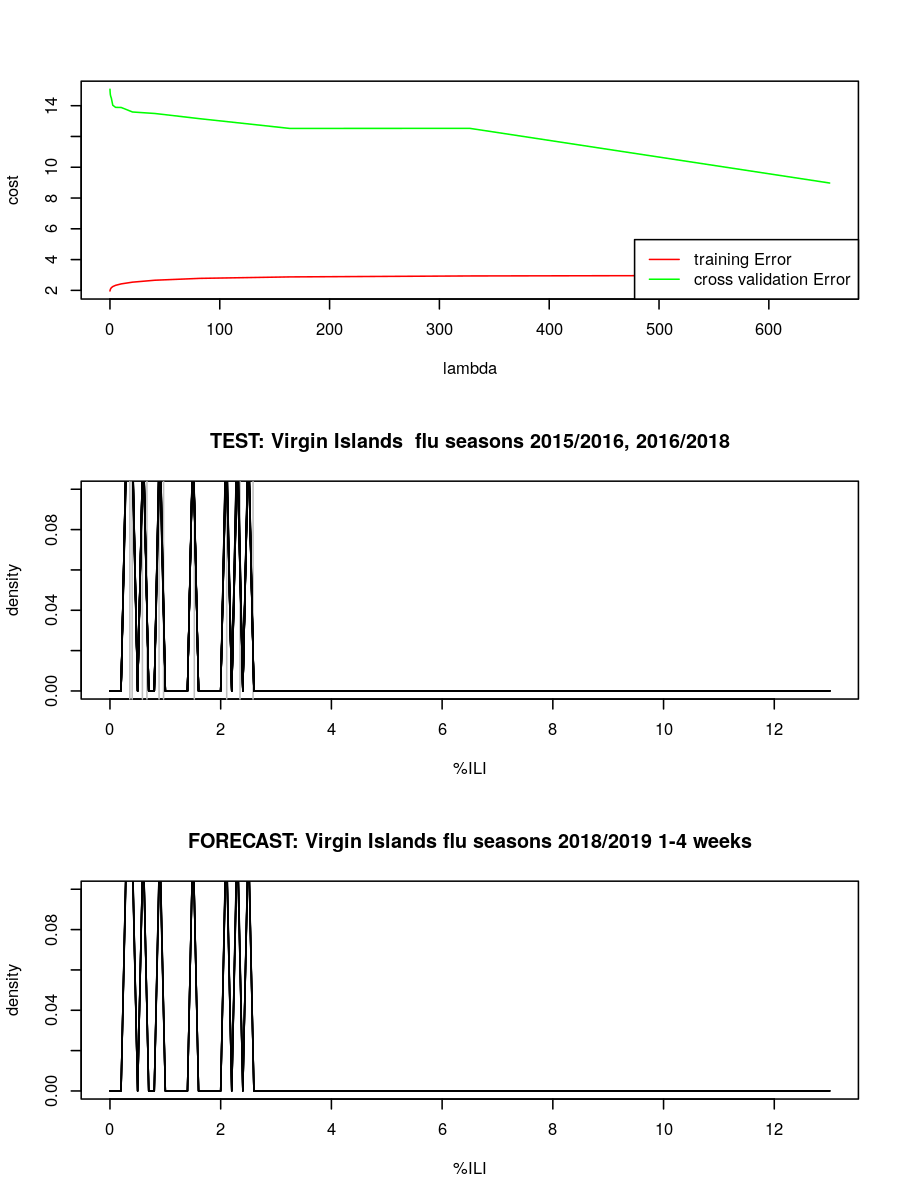 14
10
8
6
4
2
cost
training Error
cross validation Error
0 100 200 300 400 500 600
lambda
TEST: Virgin Islands  flu seasons 2015/2016, 2016/2018
0.08
0.04
0.00
density
0 2 4 6 8 10 12
%ILI
FORECAST: Virgin Islands flu seasons 2018/2019 1-4 weeks
0.08
0.04
0.00
density
0 2 4 6 8 10 12
%ILI